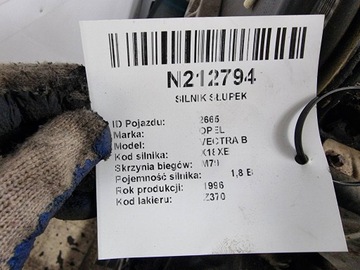 N212794
SILNIK SŁUPEK
ID Pojazdu: 2665
Marka: OPEL
Model: VECTRA B
Kod silnika: X18XE
Skrzynia biegów: M79
Pojemność silnika: 1,8 B
Rok produkcji: 1996
Kod lakieru: Z370